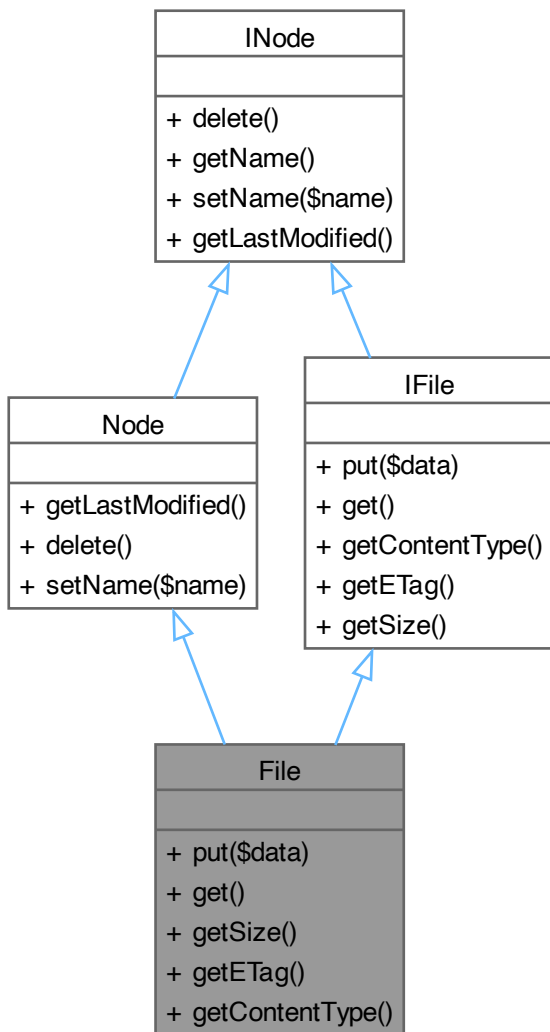 INode
+ delete()
+ getName()
+ setName($name)
+ getLastModified()
Node
+ getLastModified()
+ delete()
+ setName($name)
IFile
+ put($data)
+ get()
+ getContentType()
+ getETag()
+ getSize()
File
+ put($data)
+ get()
+ getSize()
+ getETag()
+ getContentType()